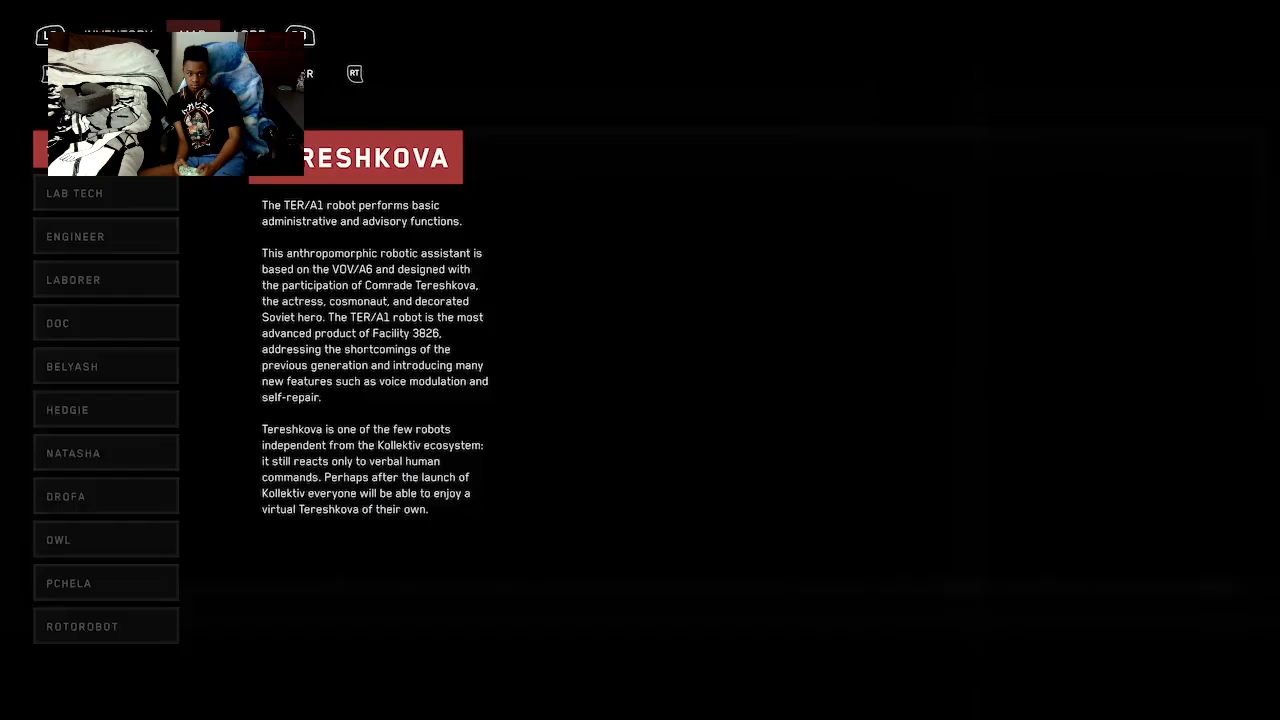 INVENTORY
RT
RESHKOVA
LAB TECH
ENGINEER
LABORER
DOC
BELYASH
HEDGIE
NATASHA
DROFA
OWL
PCHELA
ROTOROBOT
The TER/A1 robot performs basic
administrative and advisory functions.
This anthropomorphic robotic assistant is
based on the VOV/A6 and designed with
the participation of Comrade Tereshkova,
the actress, cosmonaut, and decorated
Soviet hero. The TER/A1 robot is the most
advanced product of Facility 3826,
addressing the shortcomings of the
previous generation and introducing many
new features such as voice modulation and
self-repair.
Tereshkova is one of the few robots
independent from the Kollektiv ecosystem:
it still reacts only to verbal human
commands. Perhaps after the launch of
Kollektiv everyone will be able to enjoy a
virtual Tereshkova of their own.